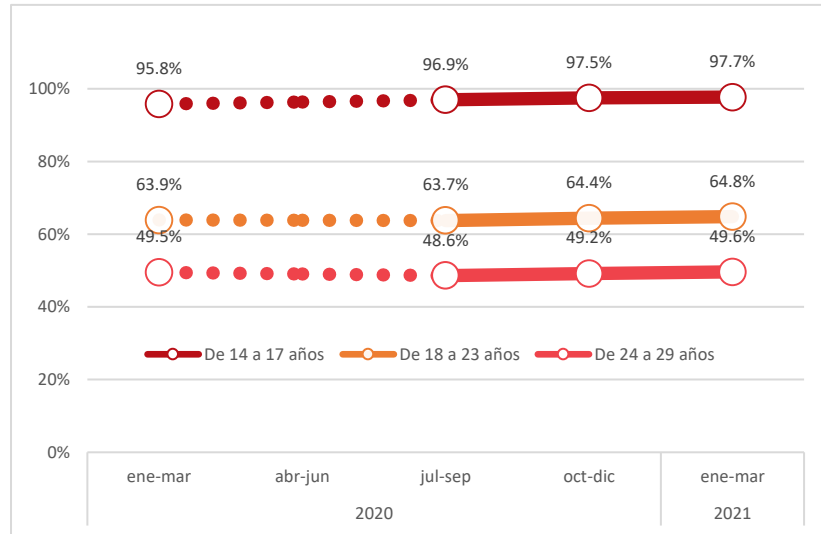 95.8% 96.9% 97.5% 97.7%
100%
80%
63.9% 63.7% 64.4% 64.8%
60%
49.5% 48.6% 49.2% 49.6%
40%
De 14 a 17 años De 18 a 23 años De 24 a 29 años
20%
0%
ene-mar abr-jun jul-sep oct-dic ene-mar
2020 2021